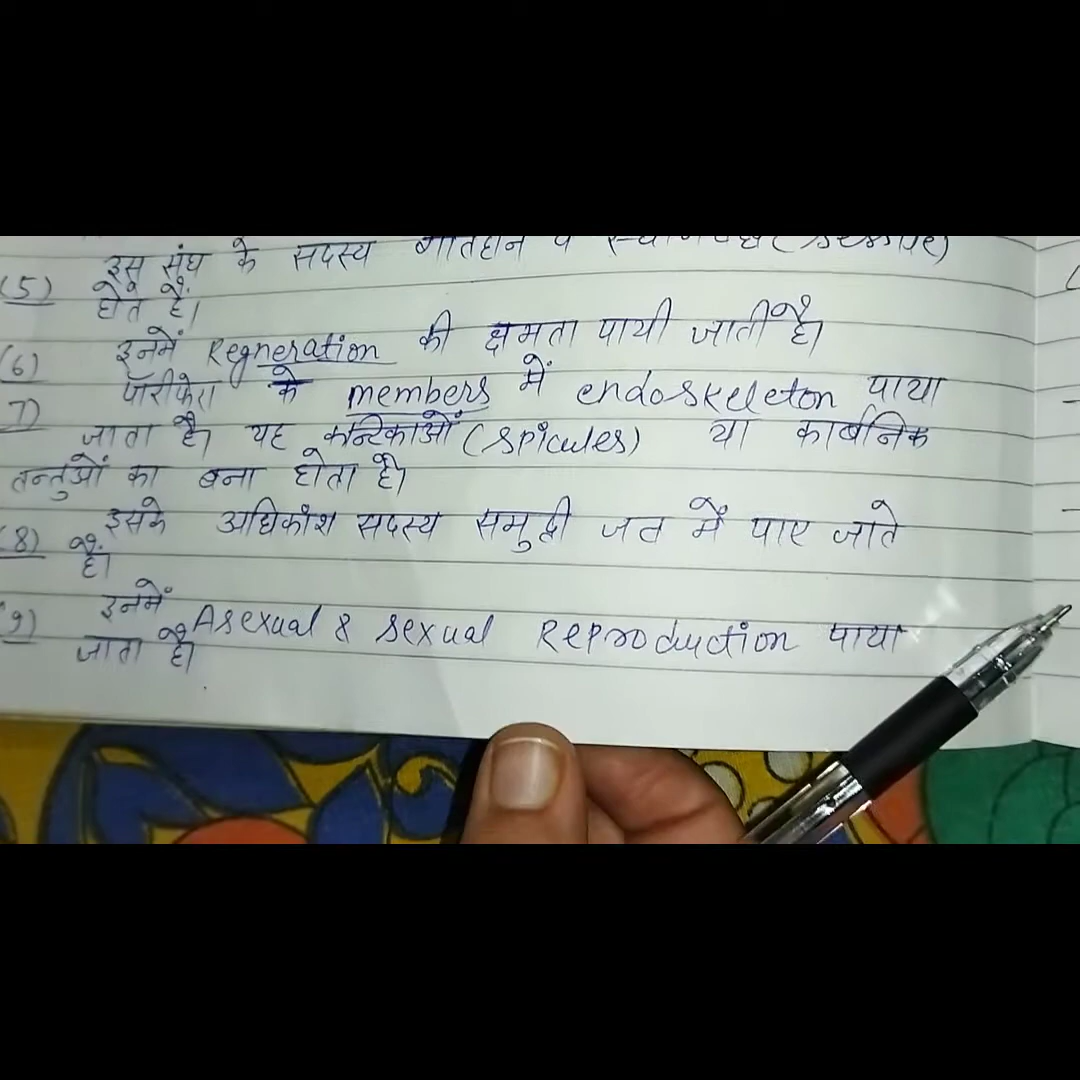 (5) इस संघ के सदस्य गतिहीन व
होते हैं।
(6) इनमें Regneration की क्षमता पायी जाती है।
7) पॉरीफेरा के members में endoskeleton पाया
जाता है। यह कन्टिकाओं (spicules) या कार्बनिक
तन्तुओं का बना होता है।
(8) इसके अधिकांश सदस्य समुद्री जल में पाए जाते
हैं।
9) इनमें Asexual & sexual Reproduction पाया
जाता है।